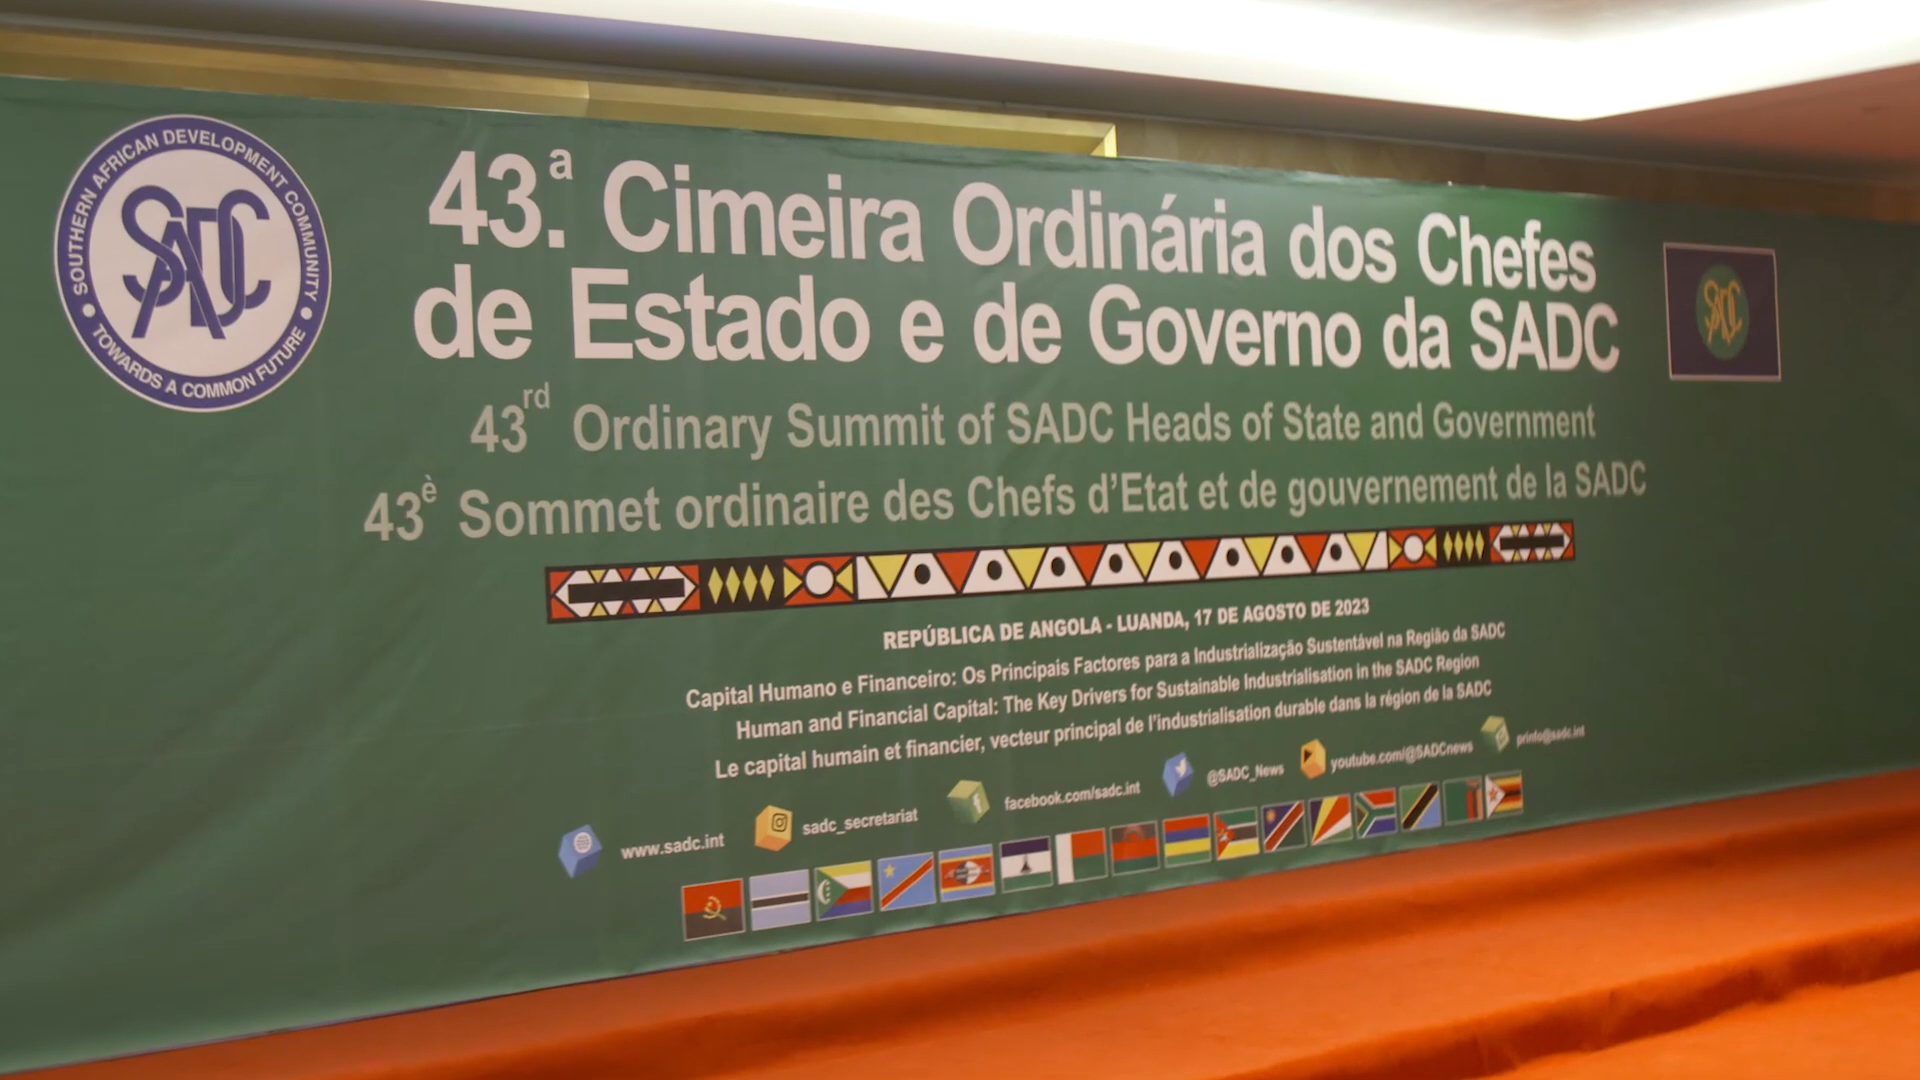 SOUTHERN AFRICAN DEVELOPMENT COMMUNITY
SADC
TOWARDS A COMMON FUTURE
43.ª Cimeira Ordinária dos Chefes
de Estado e de Governo da SADC
SADC
43rd Ordinary Summit of SADC Heads of State and Government
43è Sommet ordinaire des Chefs d'Etat et de gouvernement de la SADC
REPÚBLICA DE ANGOLA - LUANDA, 17 DE AGOSTO DE 2023
Capital Humano e Financeiro: Os Principais Factores para a Industrialização Sustentável na Região da SADC
Human and Financial Capital: The Key Drivers for Sustainable Industrialisation in the SADC Region
Le capital humain et financier, vecteur principal de l'industrialisation durable dans la région de la SADC
www.sadc.int
sadc_secretariat
facebook.com/sadc.int
@SADC_News
youtube.com/@SADCnews
prinfo@sadc.int